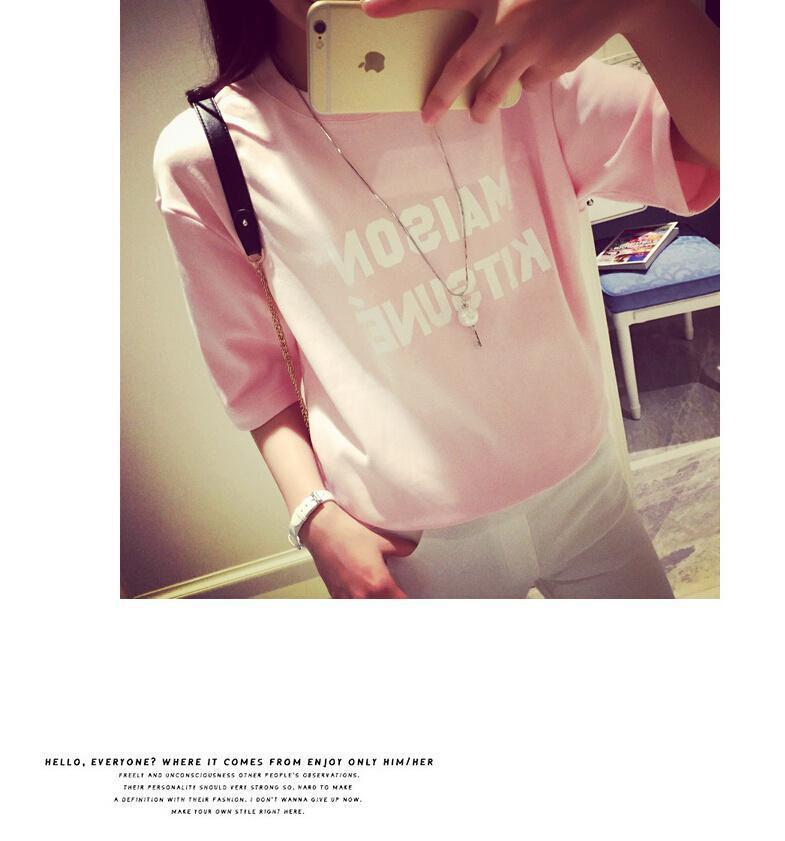 MAISON
KITSUNÉ
HELLO, EVERYONE? WHERE IT COMES FROM ENJOY ONLY HIM/HER
FREELY AND UNCONSCIOUSNESS OTHER PEOPLE'S OBSERVATIONS.
THEIR PERSONALITY SHOULD VERY STRONG SO, HARD TO MAKE
A DEFINITION WITH THEIR FASHION. I DON'T WANNA GIVE UP NOW.
MAKE YOUR OWN STYLE RIGHT HERE.